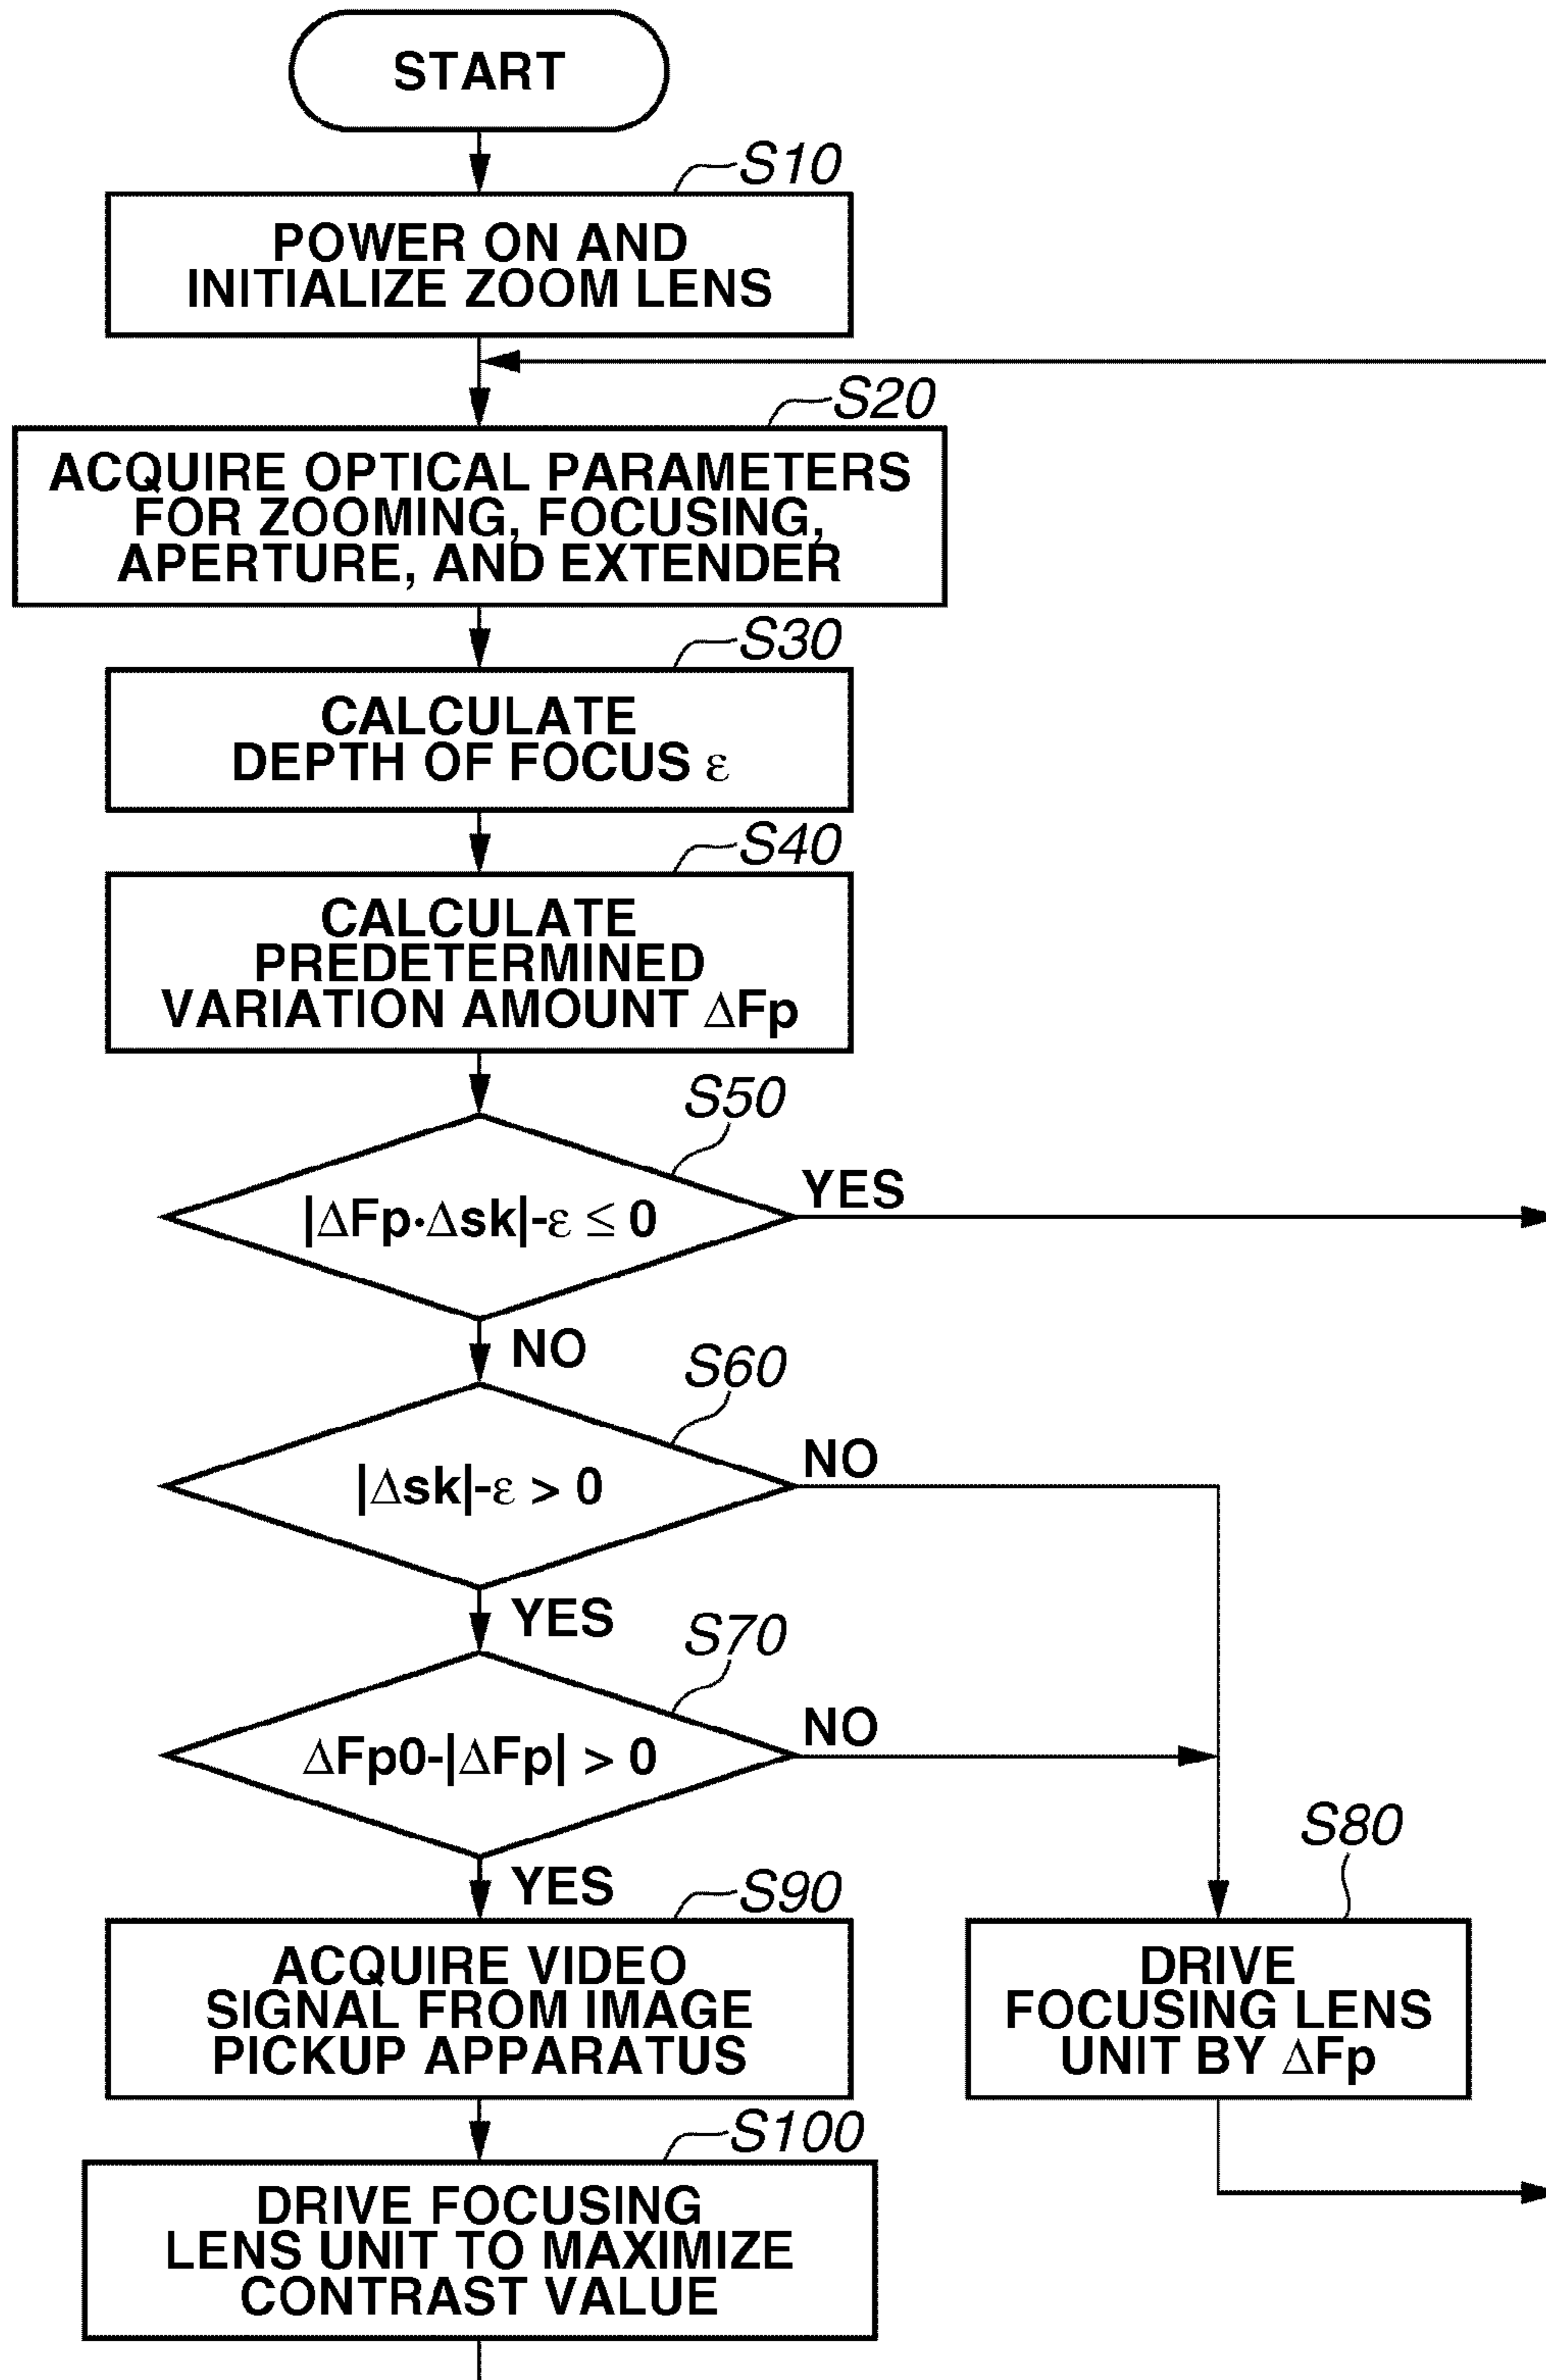 START
S10
POWER ON AND
INITIALIZE ZOOM LENS
S20
ACQUIRE OPTICAL PARAMETERS
FOR ZOOMING, FOCUSING,
APERTURE, AND EXTENDER
S30
CALCULATE
DEPTH OF FOCUS ε
S40
CALCULATE
PREDETERMINED
VARIATION AMOUNT ΔFp
S50
|ΔFp·Δsk|-ε ≤ 0
YES
NO
S60
|Δsk|-ε > 0
NO
YES
S70
ΔFp0-|ΔFp| > 0
NO
YES
S80
DRIVE
FOCUSING LENS
UNIT BY ΔFp
S90
ACQUIRE VIDEO
SIGNAL FROM IMAGE
PICKUP APPARATUS
S100
DRIVE FOCUSING
LENS UNIT TO MAXIMIZE
CONTRAST VALUE